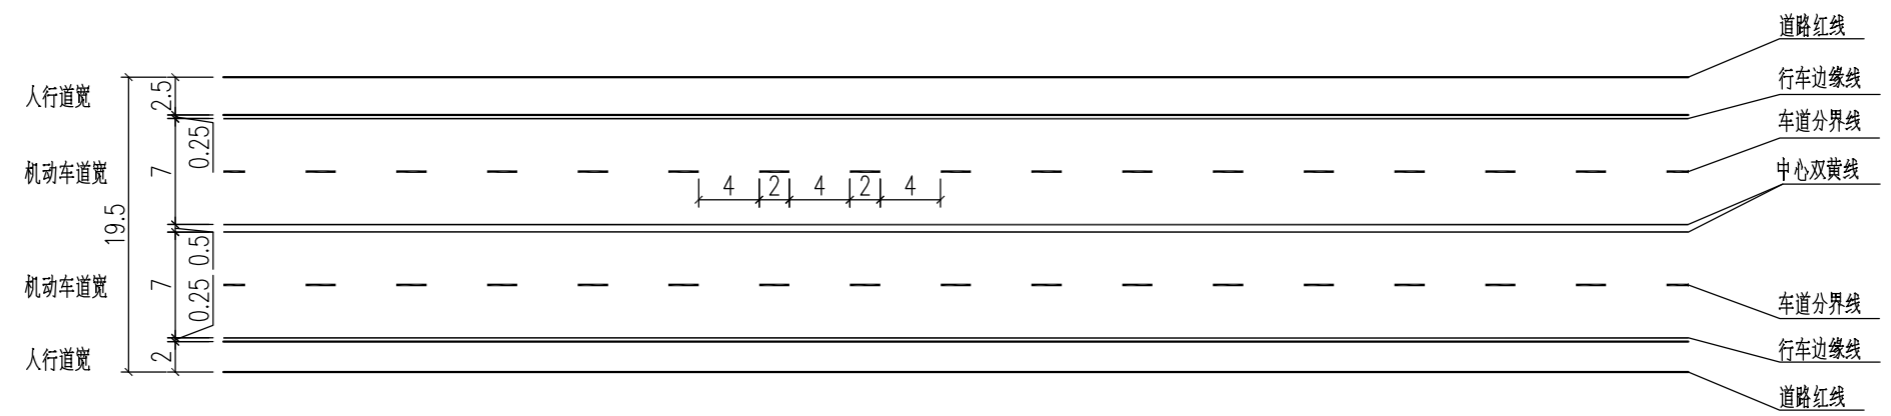 道路红线
行车边缘线
车道分界线
中心双黄线
车道分界线
行车边缘线
道路红线
人行道宽
机动车道宽
机动车道宽
人行道宽
19.5
2.5
0.25
7
0.5
7
0.25
2
4
2
4
2
4